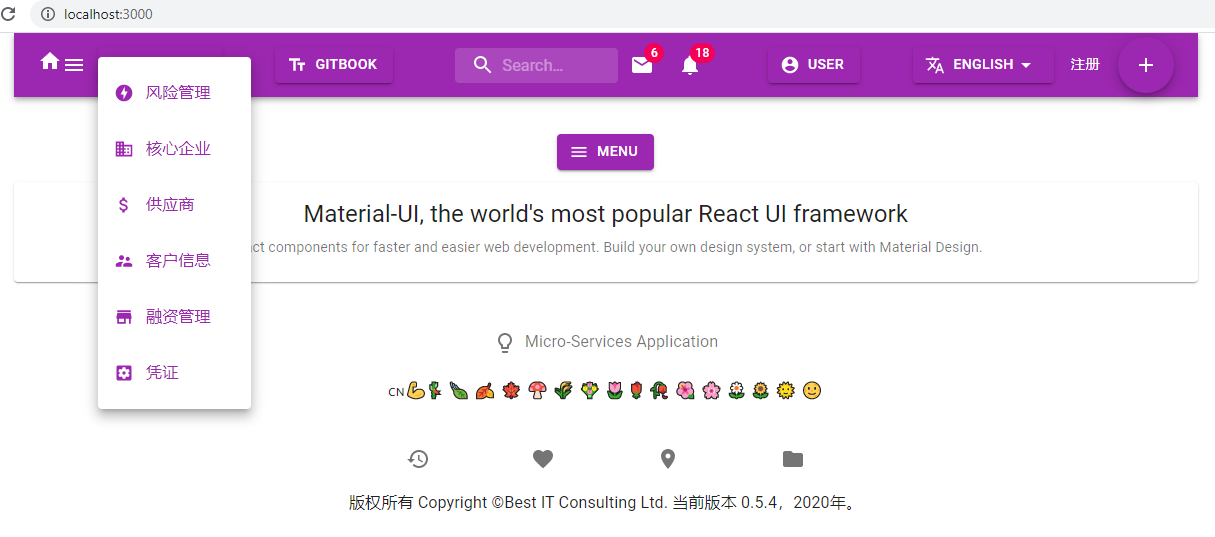 localhost:3000
GITBOOK
Search...
6
18
USER
ENGLISH
注册
风险管理
核心企业
供应商
客户信息
融资管理
凭证
MENU
Material-UI, the world's most popular React UI framework
components for faster and easier web development. Build your own design system, or start with Material Design.
Micro-Services Application
CN
版权所有 Copyright ©Best IT Consulting Ltd. 当前版本 0.5.4，2020年。